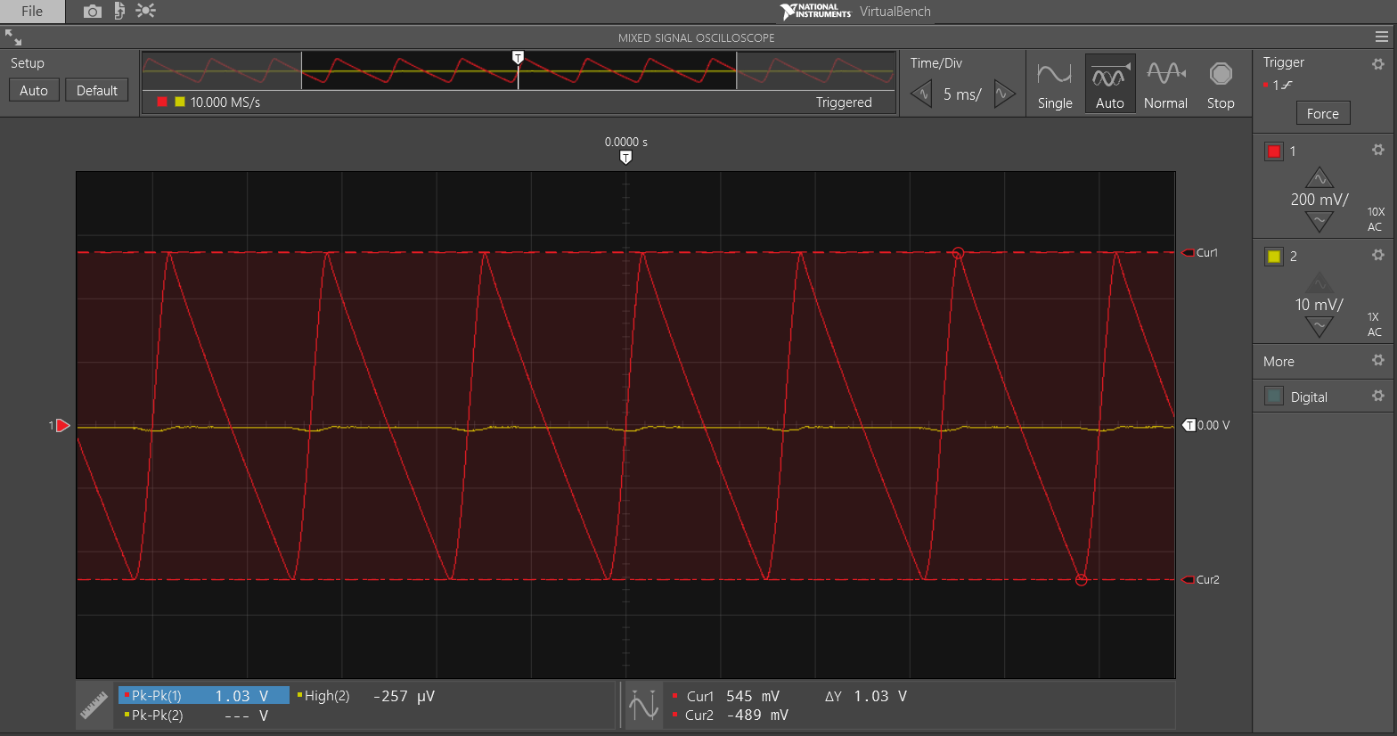 File
NATIONAL INSTRUMENTS VirtualBench
MIXED SIGNAL OSCILLOSCOPE
Setup
Auto Default
T
10.000 MS/s Triggered
Time/Div
5 ms/
Single Auto Normal Stop
Trigger
1
Force
0.0000 s
T
1
200 mV/
10X
AC
2
10 mV/
1X
AC
More
Digital
Cur1
1
T 0.00 V
Cur2
Pk-Pk(1) 1.03 V High(2) -257 µV
Pk-Pk(2) --- V
Cur1 545 mV ΔY 1.03 V
Cur2 -489 mV